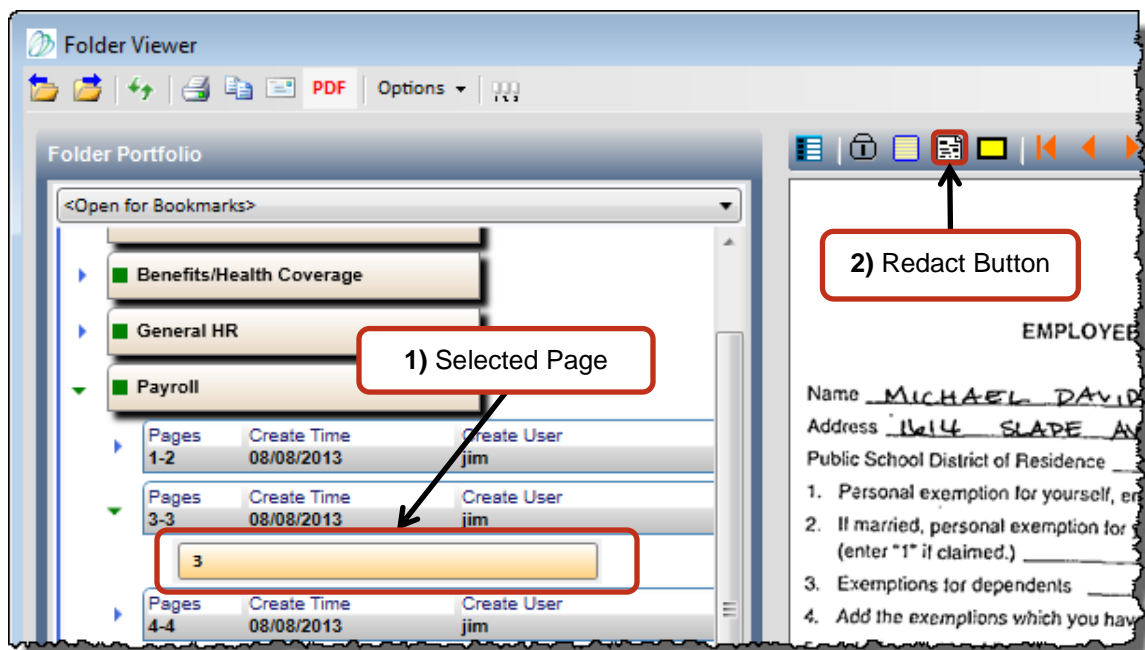 Folder Viewer
PDF Options
Folder Portfolio
<Open for Bookmarks>
Benefits/Health Coverage
General HR
Payroll
1) Selected Page
Pages Create Time Create User
1-2 08/08/2013 jim
Pages Create Time Create User
3-3 08/08/2013 jim
3
Pages Create Time Create User
4-4 08/08/2013 jim
2) Redact Button
EMPLOYEE
Name MICHAEL DAVID
Address 1614 SLADE AV
Public School District of Residence
1. Personal exemption for yourself, en
2. If married, personal exemption for
(enter "1" if claimed.)
3. Exemptions for dependents
4. Add the exemptions which you hav